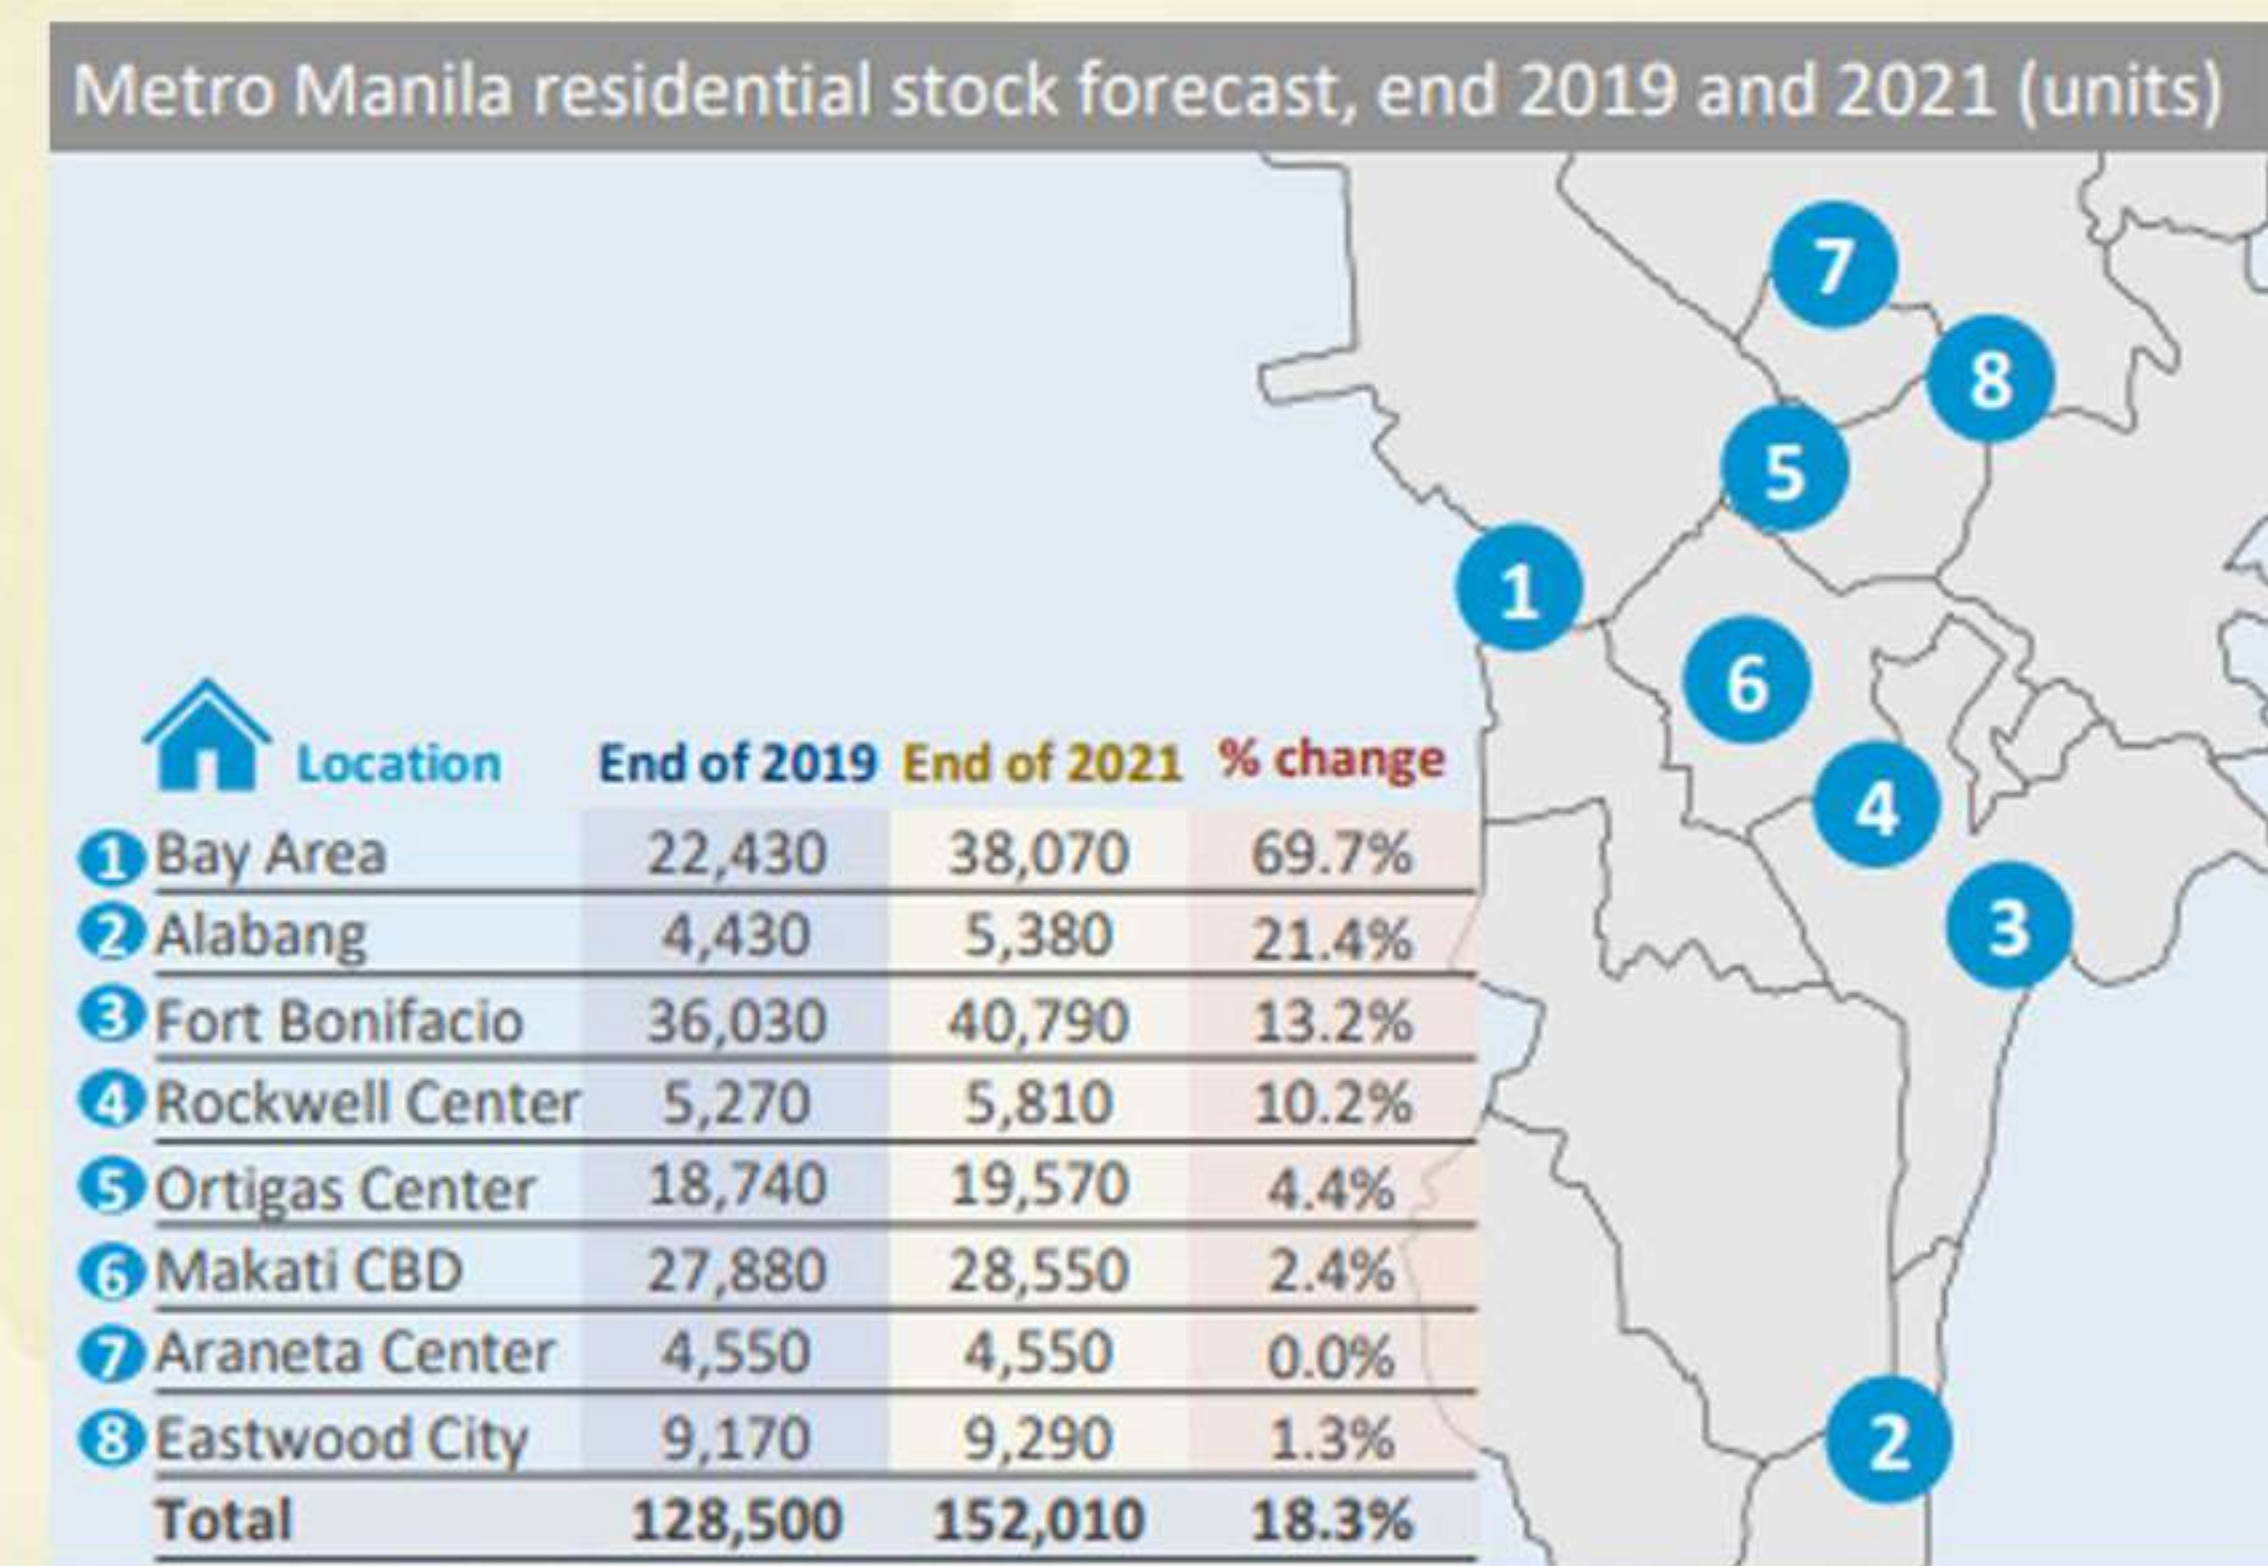 Metro Manila residential stock forecast, end 2019 and 2021 (units)
7
8
5
1
6
4
3
2
Location End of 2019 End of 2021 % change
1 Bay Area 22,430 38,070 69.7%
2 Alabang 4,430 5,380 21.4%
3 Fort Bonifacio 36,030 40,790 13.2%
4 Rockwell Center 5,270 5,810 10.2%
5 Ortigas Center 18,740 19,570 4.4%
6 Makati CBD 27,880 28,550 2.4%
7 Araneta Center 4,550 4,550 0.0%
8 Eastwood City 9,170 9,290 1.3%
Total 128,500 152,010 18.3%